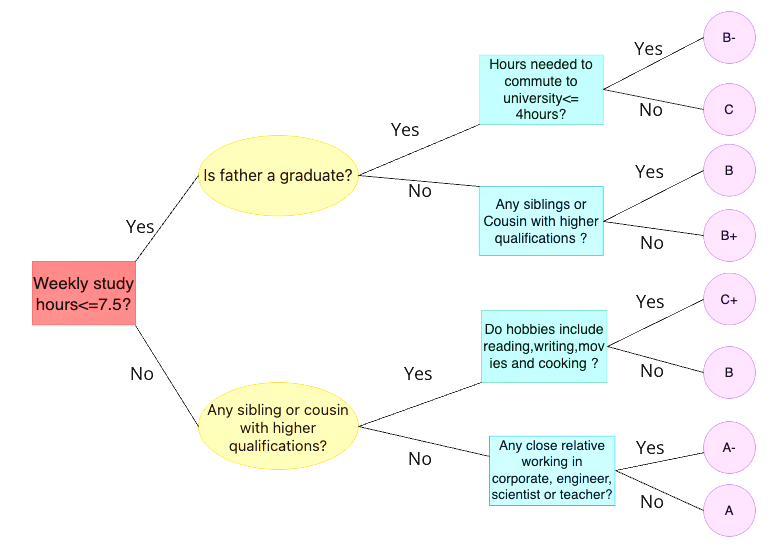 Hours needed to
commute to
university<=
4hours?
Yes
No
B-
C
Yes
No
Is father a graduate?
Any siblings or
Cousin with higher
qualifications ?
Yes
No
B
B+
Yes
No
Weekly study
hours<=7.5?
Do hobbies include
reading,writing,mov
ies and cooking ?
Yes
No
C+
B
Yes
No
Any sibling or cousin
with higher
qualifications?
Any close relative
working in
corporate, engineer,
scientist or teacher?
Yes
No
A-
A